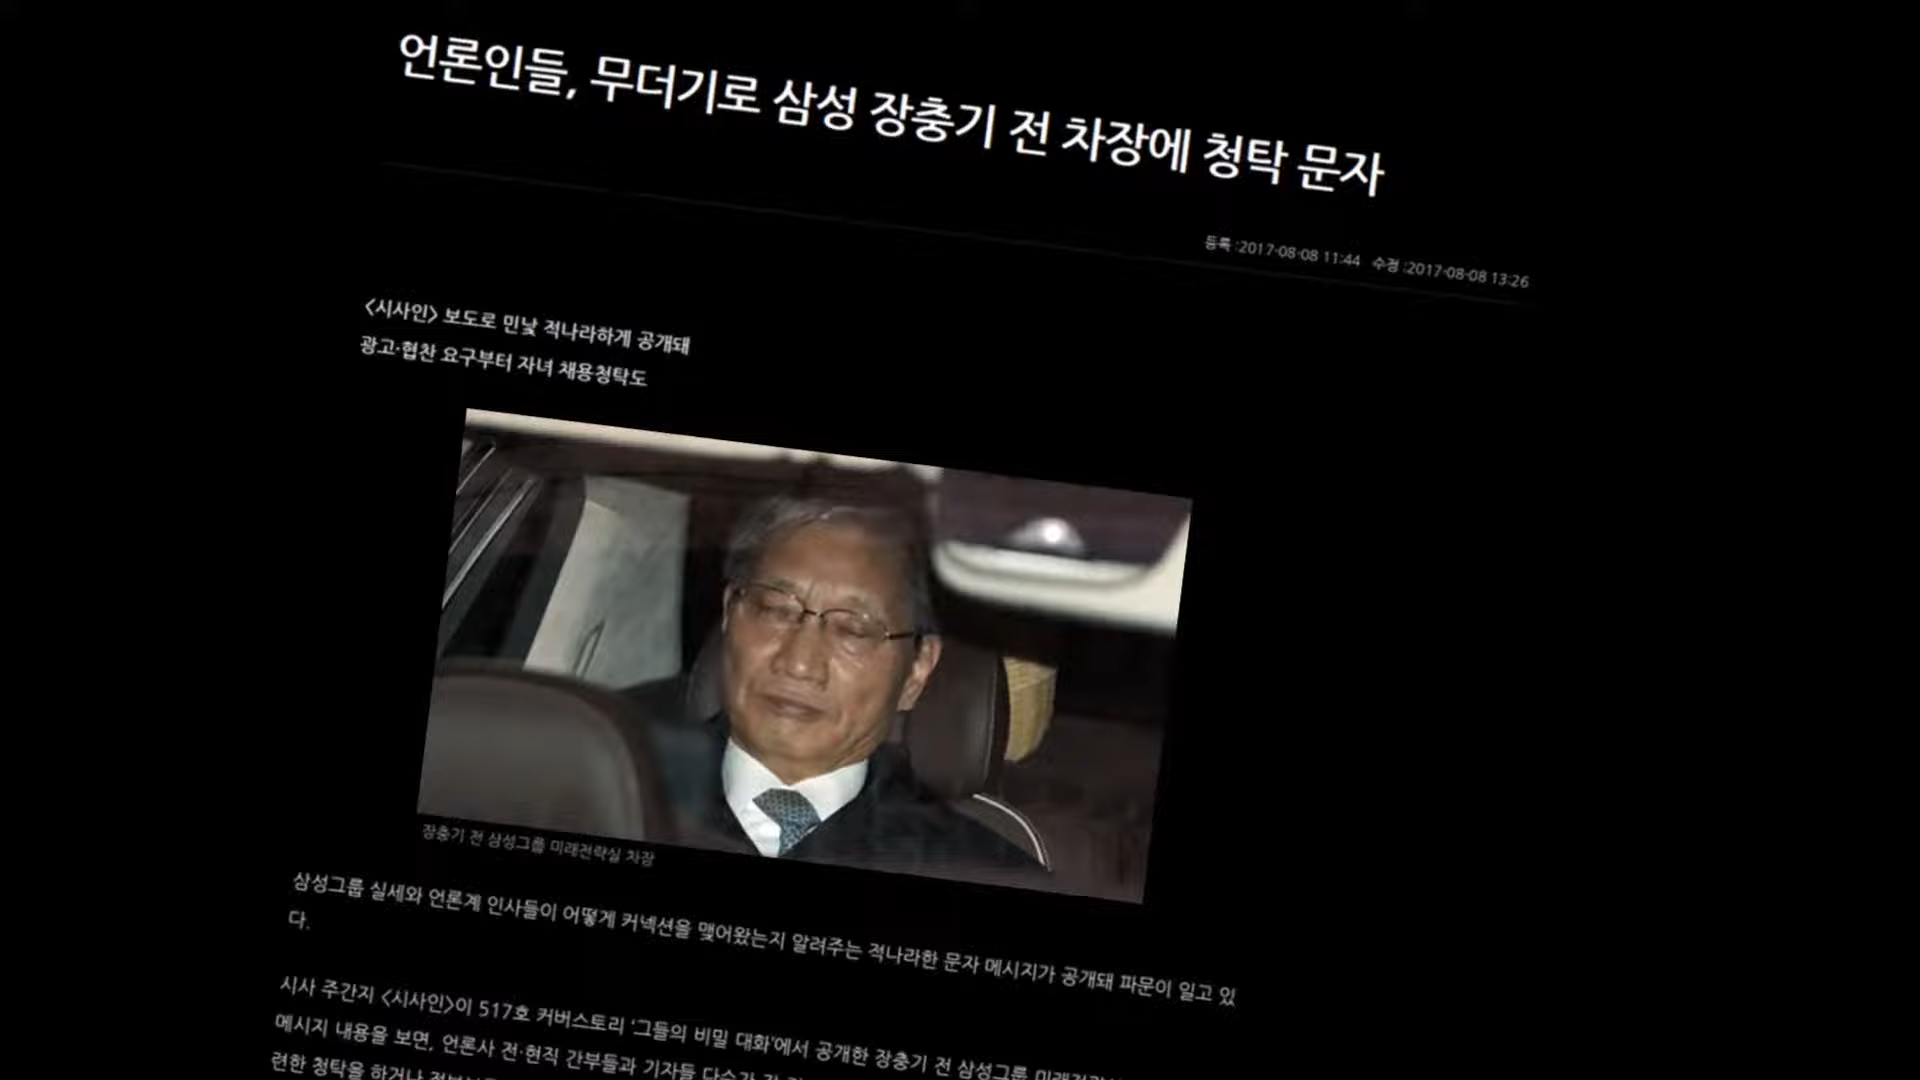 언론인들, 무더기로 삼성 장충기 전 차장에 청탁 문자
등록 :2017-08-08 11:44 수정 :2017-08-08 13:26
<시사인> 보도로 민낯 적나라하게 공개돼
광고·협찬 요구부터 자녀 채용청탁도
장충기 전 삼성그룹 미래전략실 차장
삼성그룹 실세와 언론계 인사들이 어떻게 커넥션을 맺어왔는지 알려주는 적나라한 문자 메시지가 공개돼 파문이 일고 있
다.
시사 주간지 <시사인>이 517호 커버스토리 '그들의 비밀 대화'에서 공개한 장충기 전 삼성그룹
메시지 내용을 보면, 언론사 전·현직 간부들과 기자들
련한 청탁을 하거나